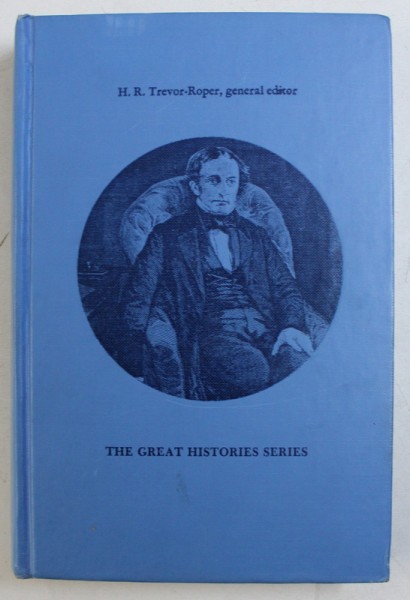 H. R. Trevor-Roper, general editor
THE GREAT HISTORIES SERIES